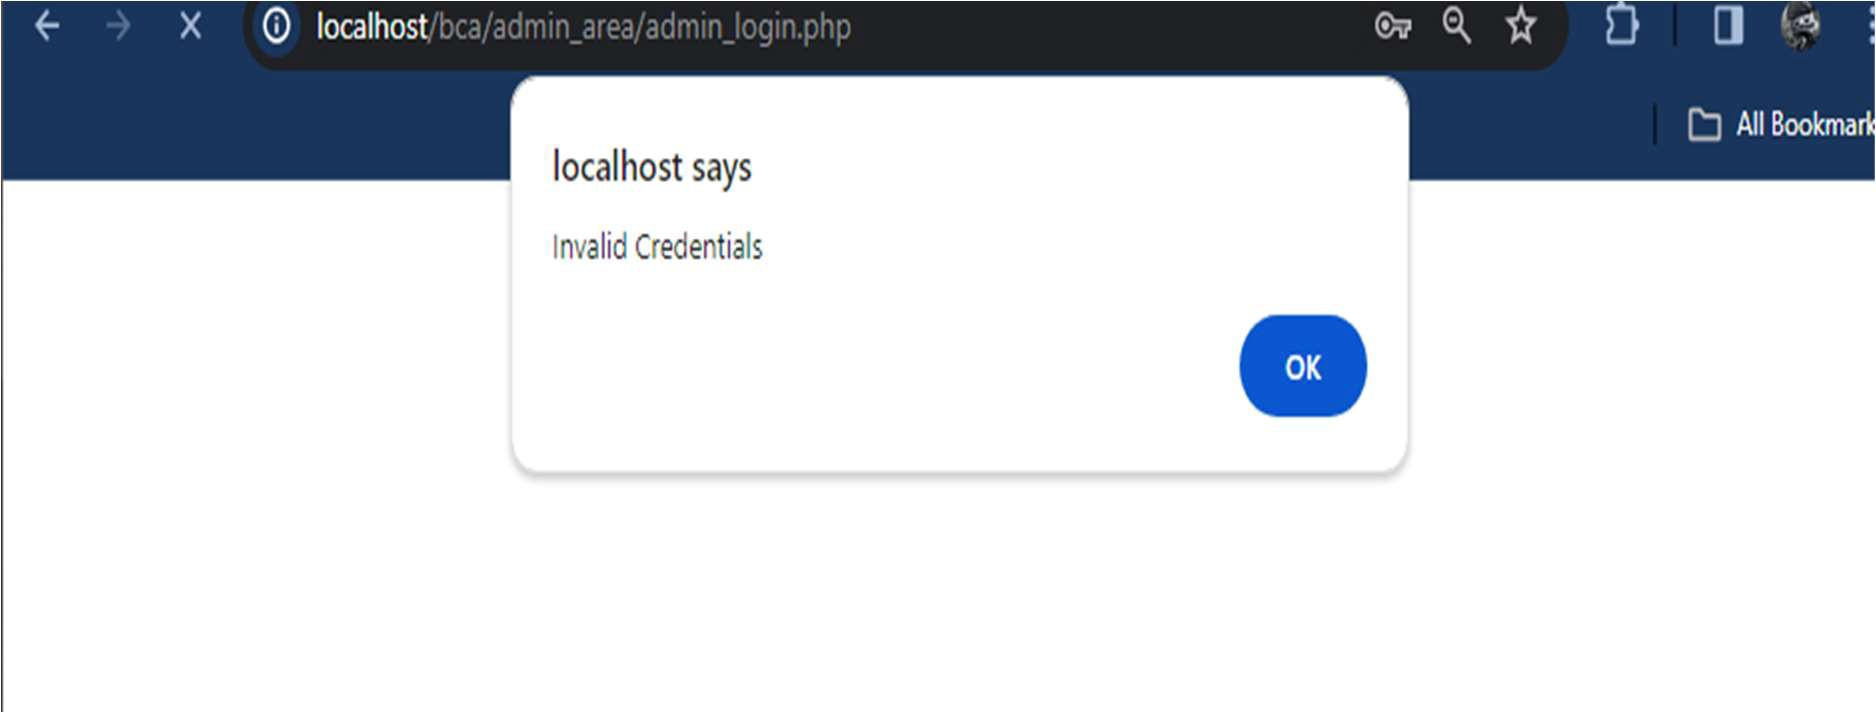 localhost/bca/admin_area/admin_login.php
All Bookmark
localhost says
Invalid Credentials
OK